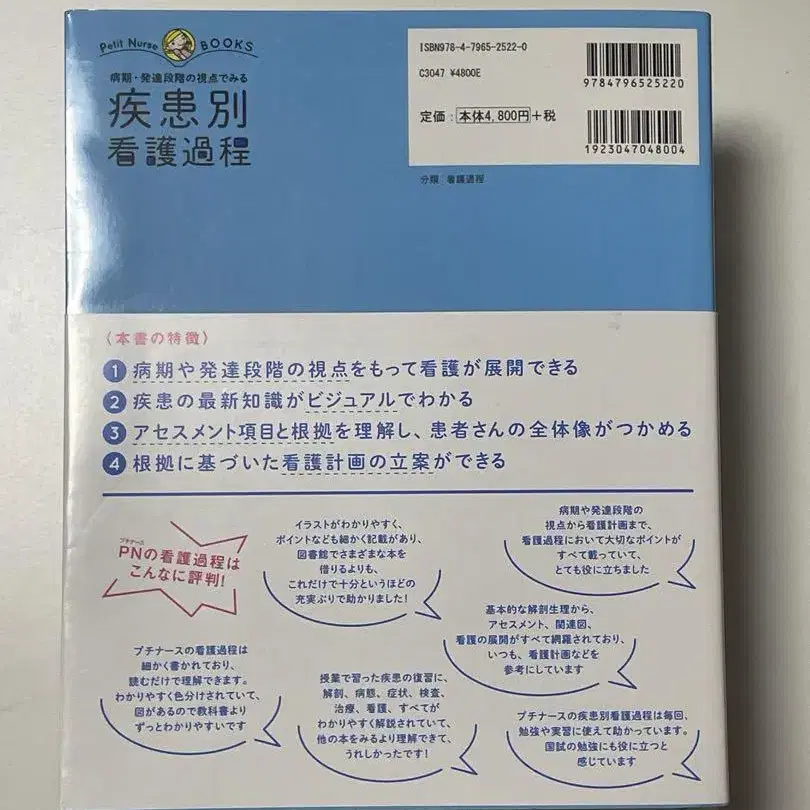 Petit Nurse BOOKS
病期・発達段階の視点でみる
疾患別
看護過程
ISBN978-4-7965-2522-0
C3047 ¥4800E
定価：本体4,800円＋税
9784796525220
1923047048004
分類：看護過程
〈本書の特徴〉
1 病期や発達段階の視点をもって看護が展開できる
2 疾患の最新知識がビジュアルでわかる
3 アセスメント項目と根拠を理解し、患者さんの全体像がつかめる
4 根拠に基づいた看護計画の立案ができる
プチナース
PNの看護過程は
こんなに評判！
イラストがわかりやすく、
ポイントなども細かく記載があり、
図書館でさまざまな本を
借りるよりも、
これだけで十分というほどの
充実ぶりで助かりました！
病期や発達段階の
視点から看護計画まで、
看護過程において大切なポイントが
すべて載っていて、
とても役に立ちました
基本的な解剖生理から、
アセスメント、関連図、
看護の展開がすべて網羅されており、
いつも、看護計画などを
参考にしています
プチナースの看護過程は
細かく書かれており、
読むだけで理解できます。
わかりやすく色分けされていて、
図があるので教科書より
ずっとわかりやすいです
授業で習った疾患の復習に、
解剖、病態、症状、検査、
治療、看護、すべてが
わかりやすく解説されていて、
他の本をみるより理解できて、
うれしかったです！
プチナースの疾患別看護過程は毎回、
勉強や実習に使えて助かっています。
国試の勉強にも役に立つと
感じています